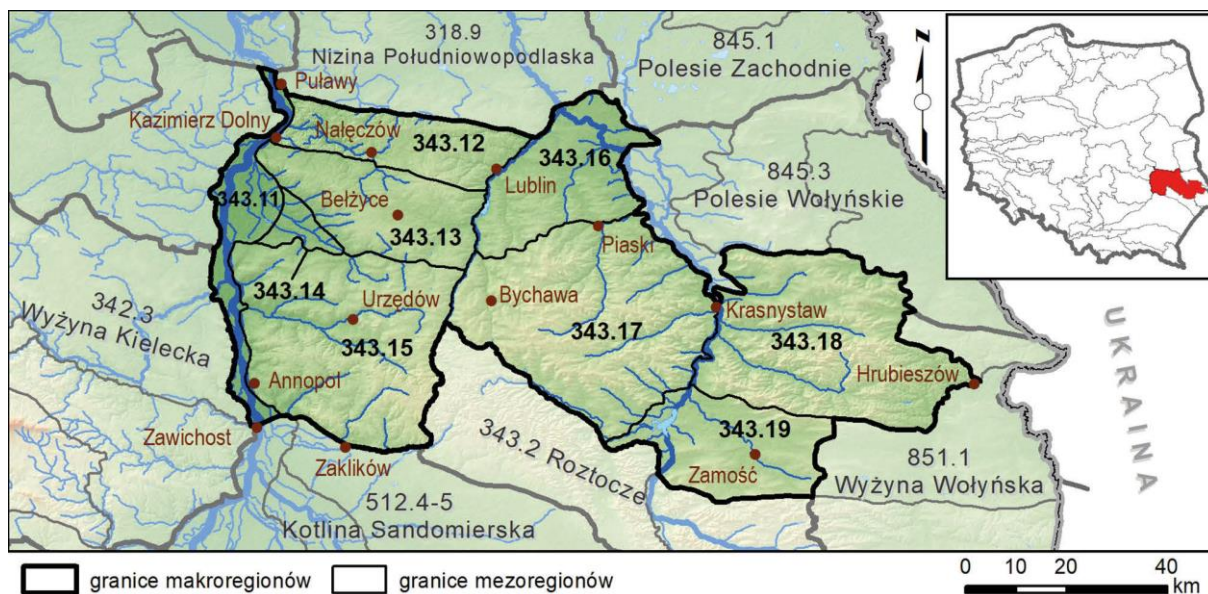 318.9
Nizina Południowopodlaska
845.1
Polesie Zachodnie
N
Puławy
Kazimierz Dolny
Nałęczów
343.12
343.16
Lublin
845.3
Polesie Wołyńskie
343.11
Bełżyce
343.13
Piaski
343.14
Urzędów
Bychawa
Krasnystaw
342.3
Wyżyna Kielecka
343.15
343.17
343.18
Hrubieszów
Annopol
Zawichost
Zaklików
343.2 Roztocze
343.19
Zamość
851.1
Wyżyna Wołyńska
512.4-5
Kotlina Sandomierska
UKRAINA
granice makroregionów
granice mezoregionów
0 10 20 40
km